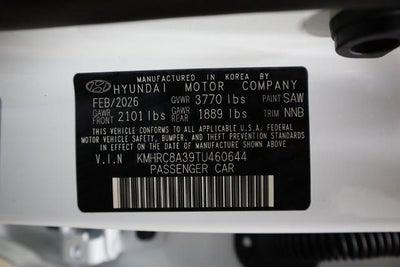 MANUFACTURED IN KOREA BY
HYUNDAI MOTOR COMPANY
FEB/2026 GVWR 3770 lbs PAINT SAW
GAWR FRONT 2101 lbs GAWR REAR 1889 lbs TRIM NNB
THIS VEHICLE CONFORMS TO ALL APPLICABLE U.S.A. FEDERAL
MOTOR VEHICLE SAFETY, BUMPER, AND THEFT PREVENTION STANDARDS
IN EFFECT ON THE DATE OF MANUFACTURE SHOWN ABOVE.
V.I.N KMHRC8A39TU460644
PASSENGER CAR